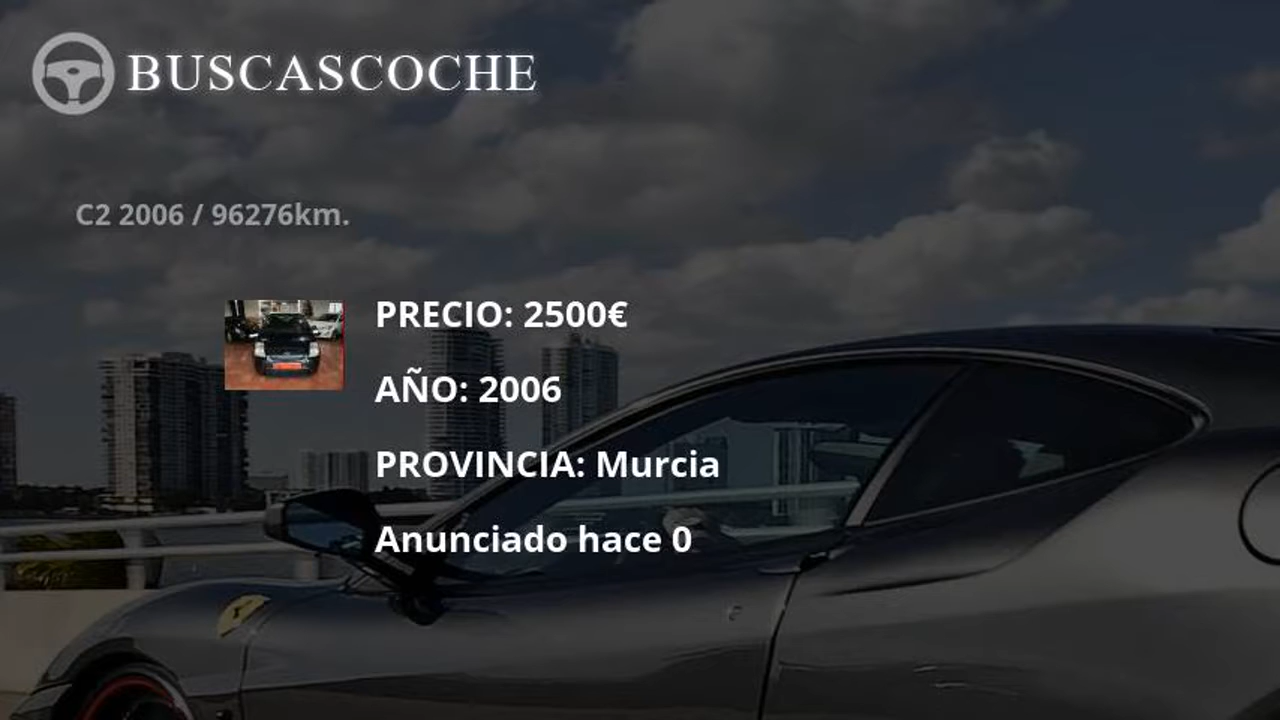 BUSCASCOCHE
C2 2006 / 96276km.
PRECIO: 2500€
AÑO: 2006
PROVINCIA: Murcia
Anunciado hace 0